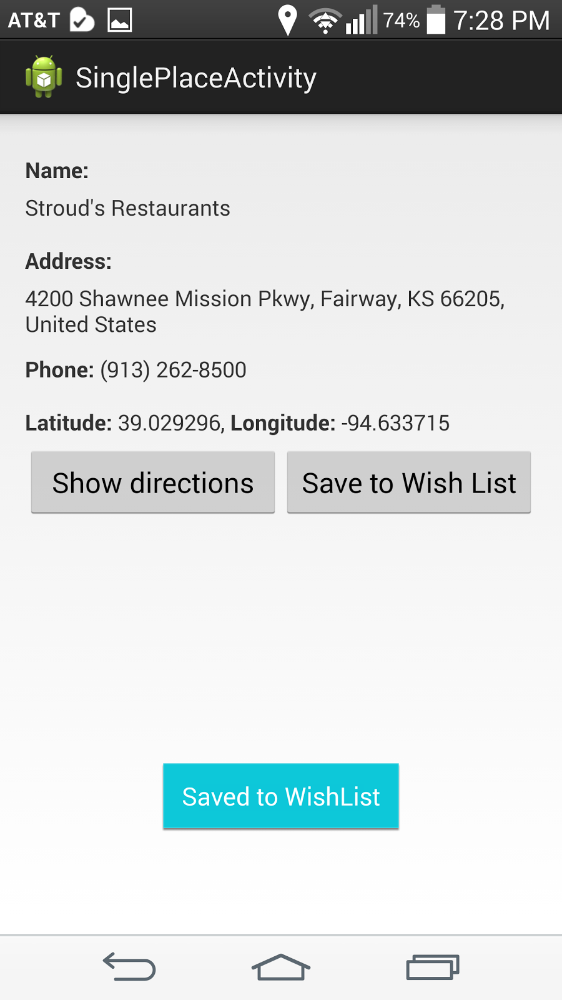 AT&T 74% 7:28 PM
SinglePlaceActivity
Name:
Stroud's Restaurants
Address:
4200 Shawnee Mission Pkwy, Fairway, KS 66205,
United States
Phone: (913) 262-8500
Latitude: 39.029296, Longitude: -94.633715
Show directions Save to Wish List
Saved to WishList